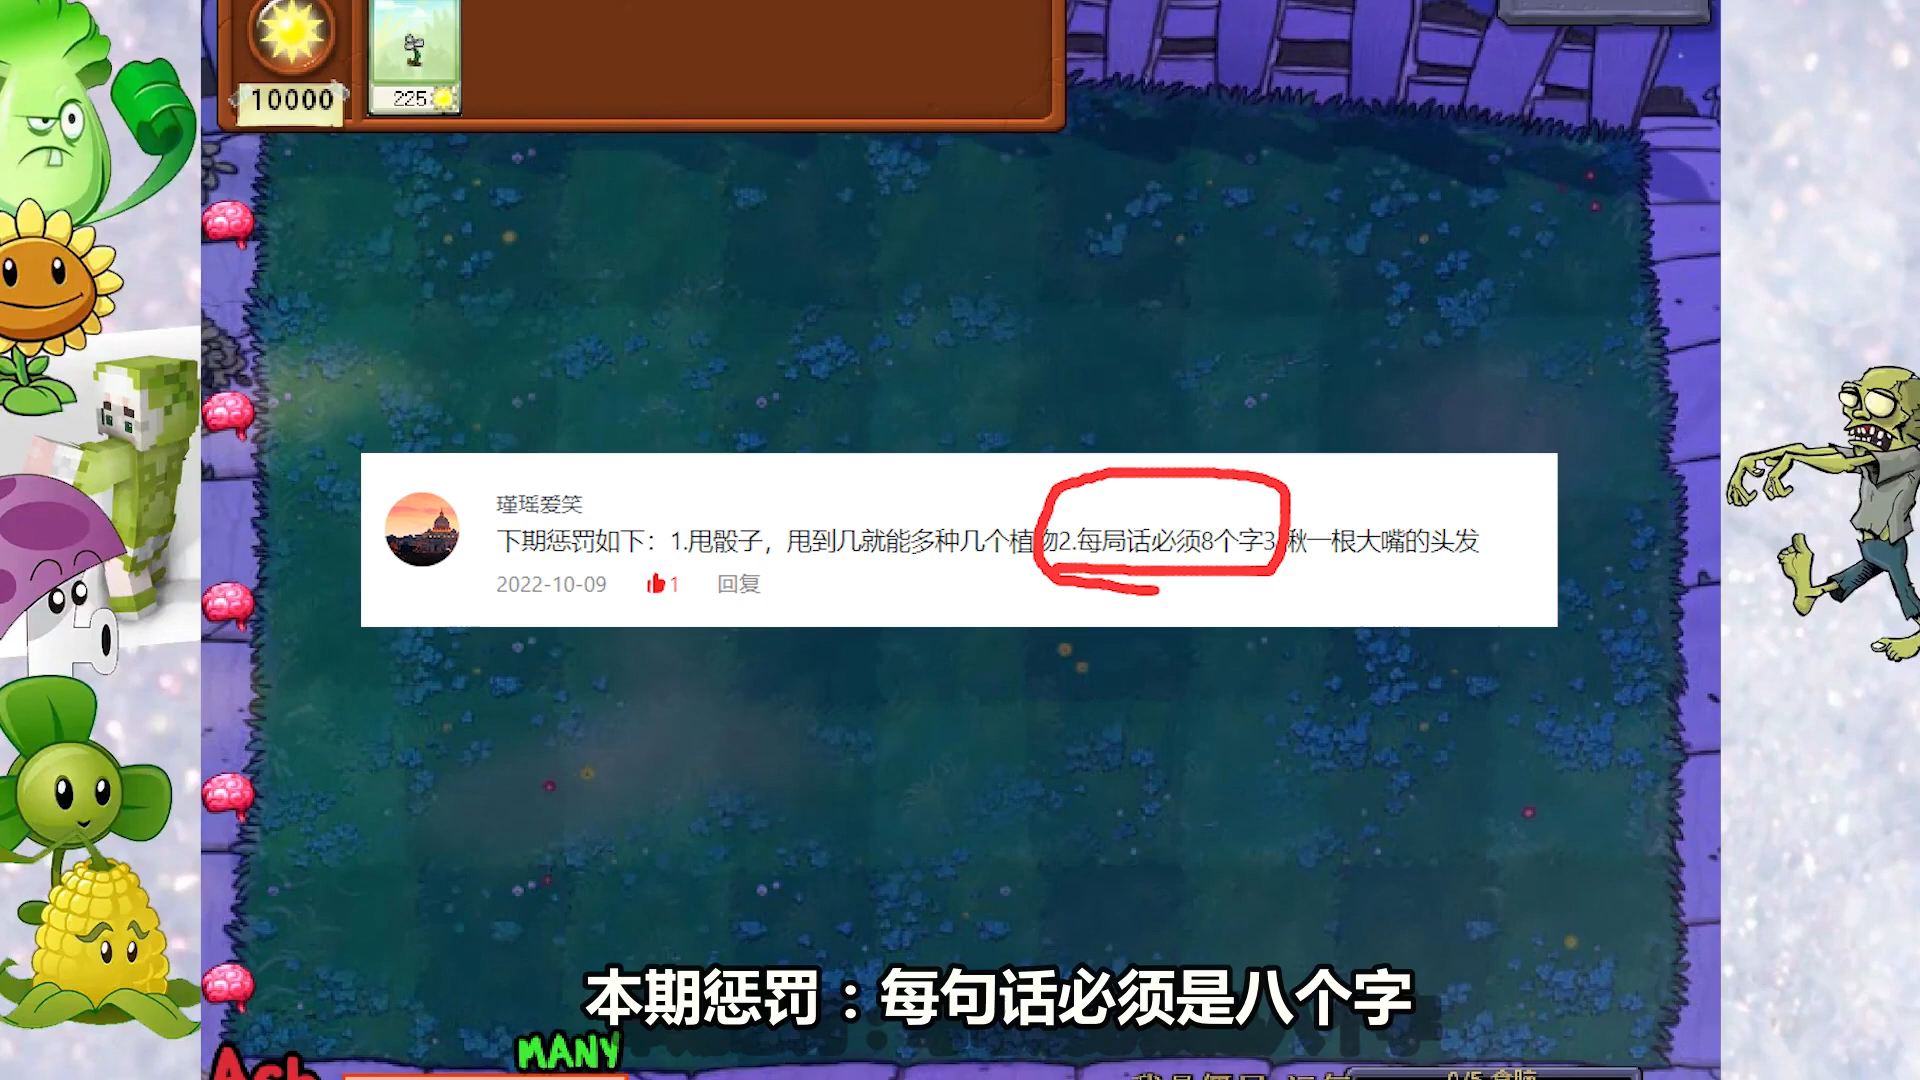 10000
225
瑾瑶爱笑
下期惩罚如下：1.甩骰子，甩到几就能多种几个植物2.每局话必须8个字3.揪一根大嘴的头发
2022-10-09 1 回复
本期惩罚：每句话必须是八个字
MANY
Ash